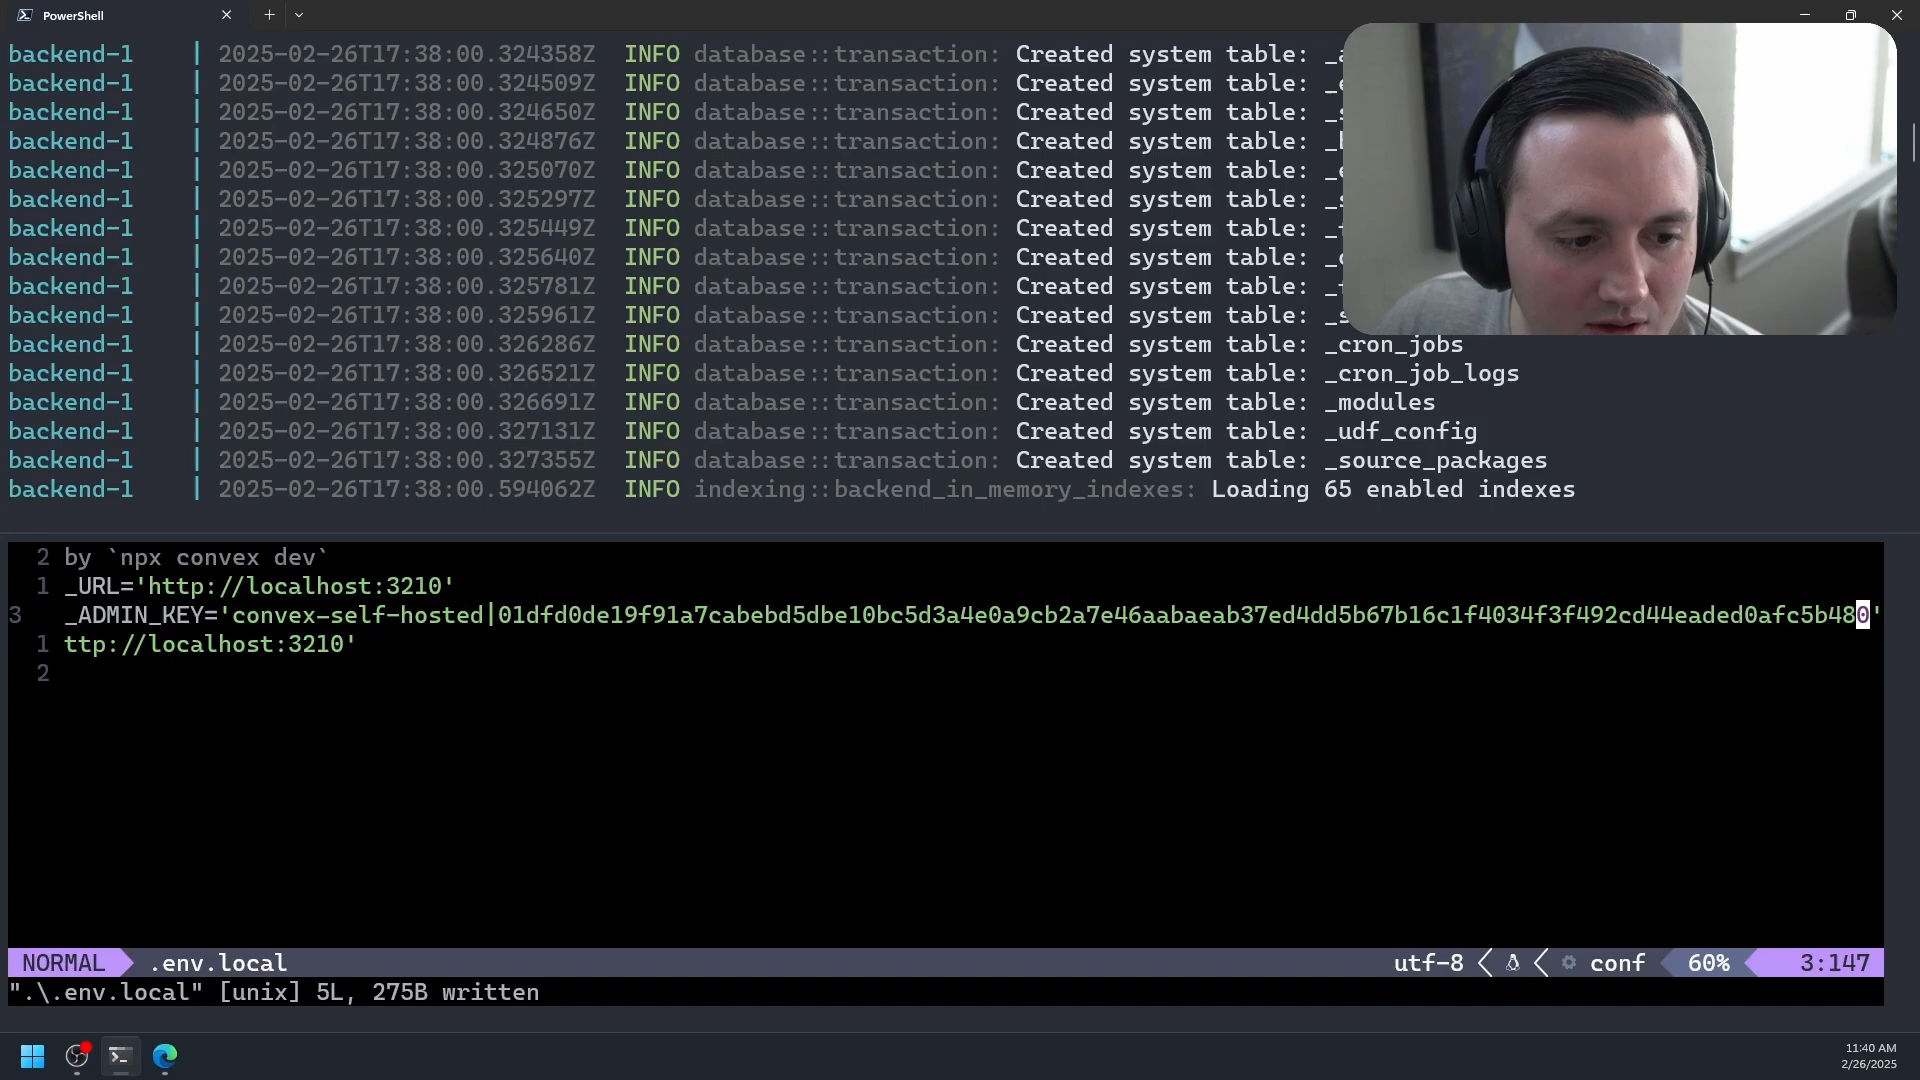 PowerShell
backend-1 | 2025-02-26T17:38:00.324358Z INFO database::transaction: Created system table: _a
backend-1 | 2025-02-26T17:38:00.324509Z INFO database::transaction: Created system table: _e
backend-1 | 2025-02-26T17:38:00.324650Z INFO database::transaction: Created system table: _s
backend-1 | 2025-02-26T17:38:00.324876Z INFO database::transaction: Created system table: _b
backend-1 | 2025-02-26T17:38:00.325070Z INFO database::transaction: Created system table: _e
backend-1 | 2025-02-26T17:38:00.325297Z INFO database::transaction: Created system table: _s
backend-1 | 2025-02-26T17:38:00.325449Z INFO database::transaction: Created system table:
backend-1 | 2025-02-26T17:38:00.325640Z INFO database::transaction: Created system table:
backend-1 | 2025-02-26T17:38:00.325781Z INFO database::transaction: Created system table:
backend-1 | 2025-02-26T17:38:00.325961Z INFO database::transaction: Created system table: _s
backend-1 | 2025-02-26T17:38:00.326286Z INFO database::transaction: Created system table: _cron_jobs
backend-1 | 2025-02-26T17:38:00.326521Z INFO database::transaction: Created system table: _cron_job_logs
backend-1 | 2025-02-26T17:38:00.326691Z INFO database::transaction: Created system table: _modules
backend-1 | 2025-02-26T17:38:00.327131Z INFO database::transaction: Created system table: _udf_config
backend-1 | 2025-02-26T17:38:00.327355Z INFO database::transaction: Created system table: _source_packages
backend-1 | 2025-02-26T17:38:00.594062Z INFO indexing::backend_in_memory_indexes: Loading 65 enabled indexes
2 by `npx convex dev`
1 _URL='http://localhost:3210'
3 _ADMIN_KEY='convex-self-hosted|01dfd0de19f91a7cabebd5dbe10bc5d3a4e0a9cb2a7e46aabaeab37ed4dd5b67b16c1f4034f3f492cd44eaded0afc5b480'
1 ttp://localhost:3210'
2
NORMAL .env.local utf-8 conf 60% 3:147
".\.env.local" [unix] 5L, 275B written
11:40 AM
2/26/2025